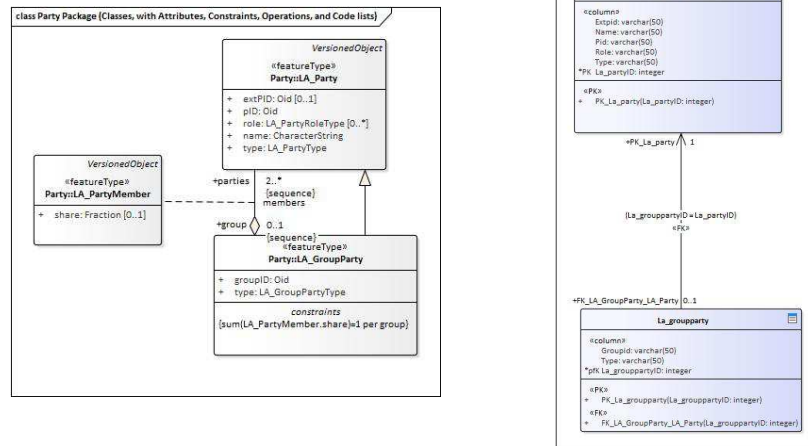 class Party Package {Classes, with Attributes, Constraints, Operations, and Code lists}
VersionedObject
«featureType»
Party::LA_Party
+ extPID: Oid [0..1]
+ pID: Oid
+ role: LA_PartyRoleType [0..*]
+ name: CharacterString
+ type: LA_PartyType
VersionedObject
«featureType»
Party::LA_PartyMember
+ share: Fraction [0..1]
+parties 2..*
{sequence}
members
+group 0..1
{sequence}
«featureType»
Party::LA_GroupParty
+ groupID: Oid
+ type: LA_GroupPartyType
constraints
{sum(LA_PartyMember.share)=1 per group}
«column»
Extpid: varchar(50)
Name: varchar(50)
Pid: varchar(50)
Role: varchar(50)
Type: varchar(50)
*PK La_partyID: integer
«PK»
+ PK_La_party(La_partyID: integer)
+PK_La_party 1
(La_grouppartyID = La_partyID)
«FK»
+FK_LA_GroupParty_LA_Party 0..1
La_groupparty
«column»
Groupid: varchar(50)
Type: varchar(50)
*pfK La_grouppartyID: integer
«PK»
+ PK_La_groupparty(La_grouppartyID: integer)
«FK»
+ FK_LA_GroupParty_LA_Party(La_grouppartyID: integer)